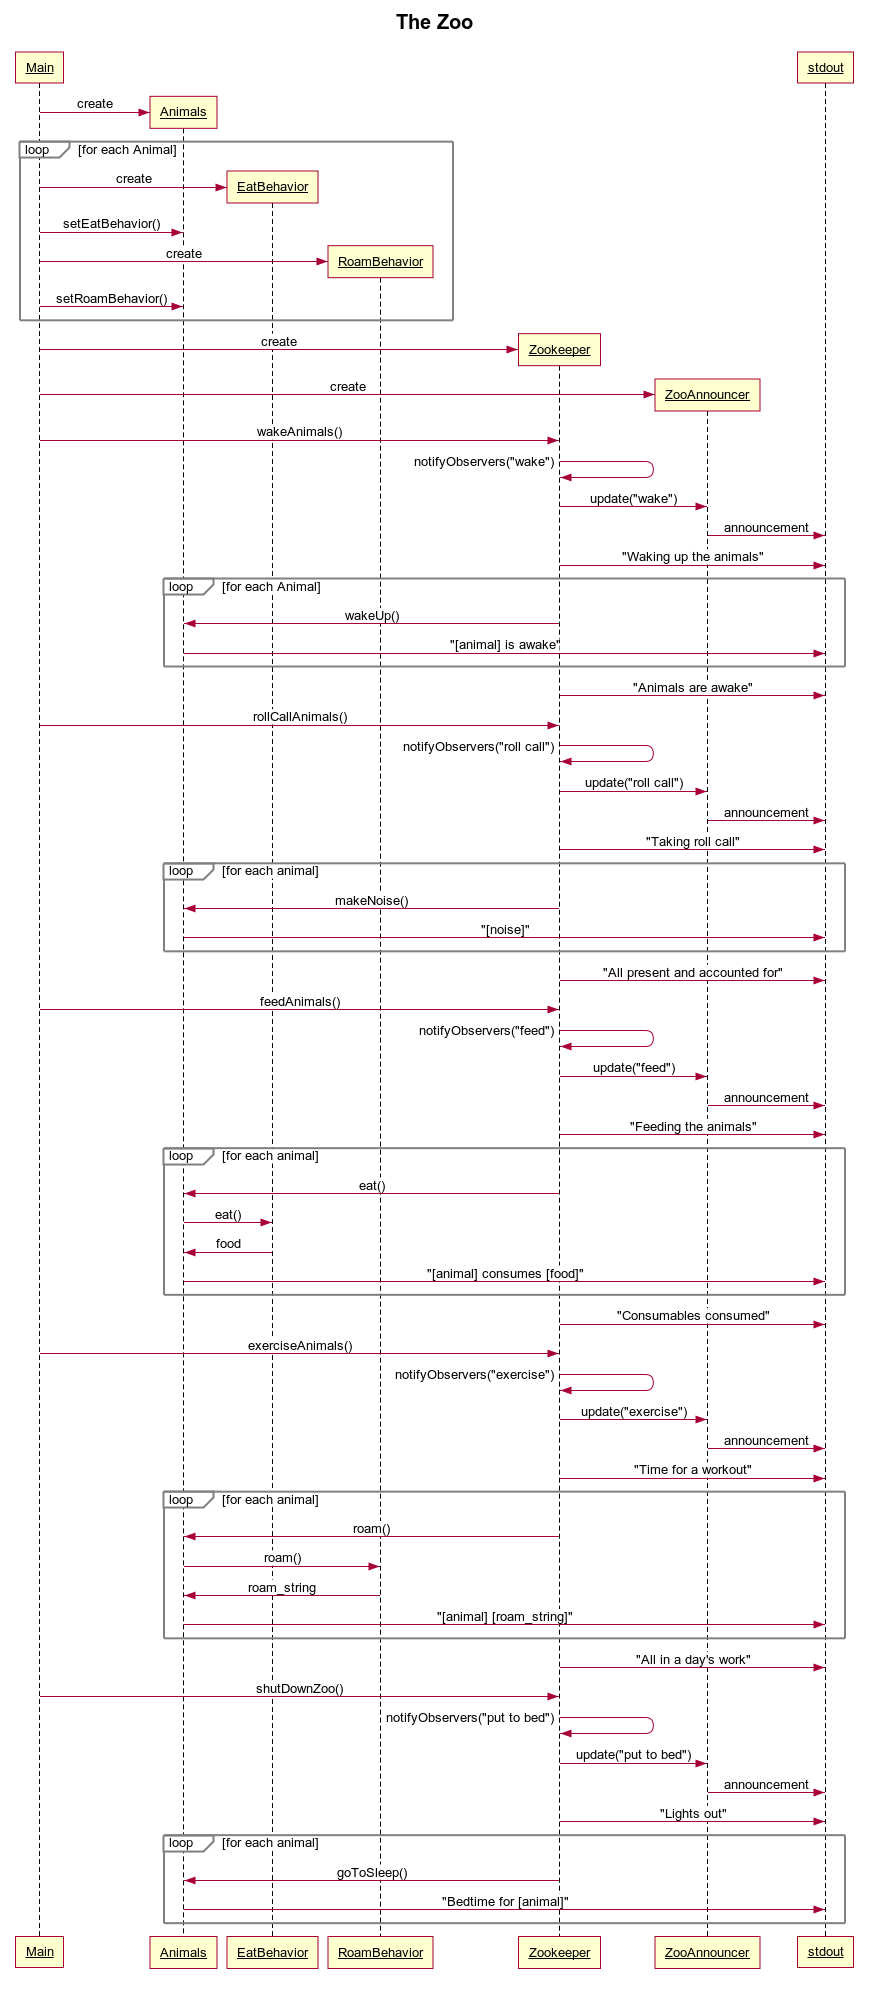 The Zoo
Main
stdout
create
Animals
loop
[for each Animal]
create
EatBehavior
setEatBehavior()
create
RoamBehavior
setRoamBehavior()
create
Zookeeper
create
ZooAnnouncer
wakeAnimals()
notifyObservers("wake")
update("wake")
announcement
"Waking up the animals"
loop
[for each Animal]
wakeUp()
"[animal] is awake"
"Animals are awake"
rollCallAnimals()
notifyObservers("roll call")
update("roll call")
announcement
"Taking roll call"
loop
[for each animal]
makeNoise()
"[noise]"
"All present and accounted for"
feedAnimals()
notifyObservers("feed")
update("feed")
announcement
"Feeding the animals"
loop
[for each animal]
eat()
eat()
food
"[animal] consumes [food]"
"Consumables consumed"
exerciseAnimals()
notifyObservers("exercise")
update("exercise")
announcement
"Time for a workout"
loop
[for each animal]
roam()
roam()
roam_string
"[animal] [roam_string]"
"All in a day's work"
shutDownZoo()
notifyObservers("put to bed")
update("put to bed")
announcement
"Lights out"
loop
[for each animal]
goToSleep()
"Bedtime for [animal]"
Main
Animals
EatBehavior
RoamBehavior
Zookeeper
ZooAnnouncer
stdout